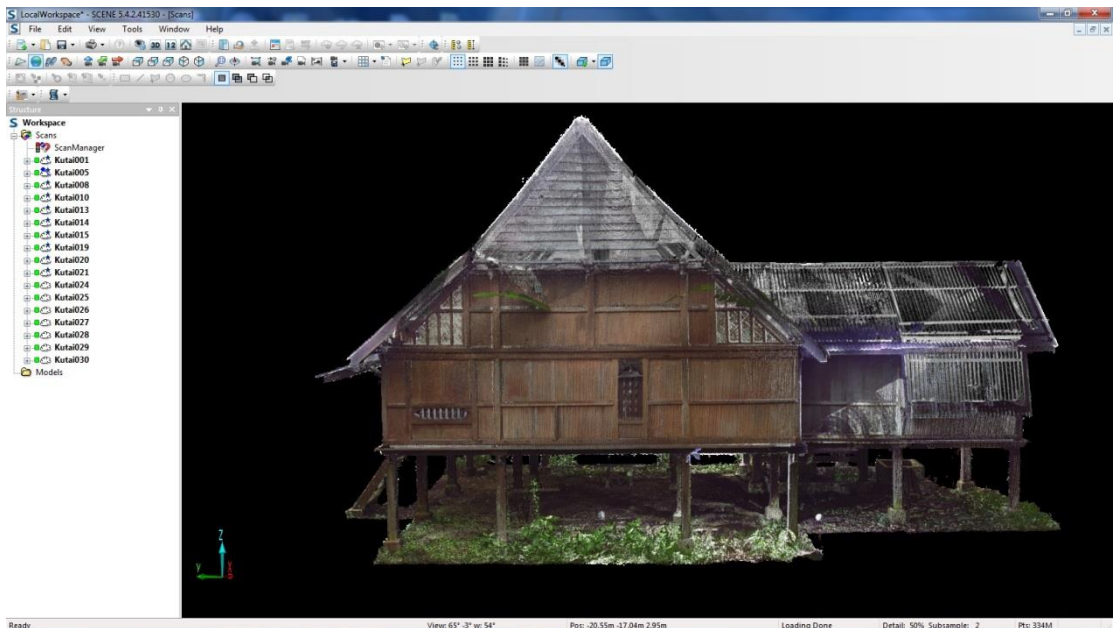 LocalWorkspace* - SCENE 5.4.2.41530 - [Scans]
File Edit View Tools Window Help
Structure
Workspace
Scans
ScanManager
Kutai001
Kutai005
Kutai008
Kutai010
Kutai013
Kutai014
Kutai015
Kutai019
Kutai020
Kutai021
Kutai024
Kutai025
Kutai026
Kutai027
Kutai028
Kutai029
Kutai030
Models
Z
y
Ready View: 65° -3° w: 54° Pos: -20.55m -17.04m 2.95m Loading Done Detail: 50% Subsample: 2 Pts: 334M